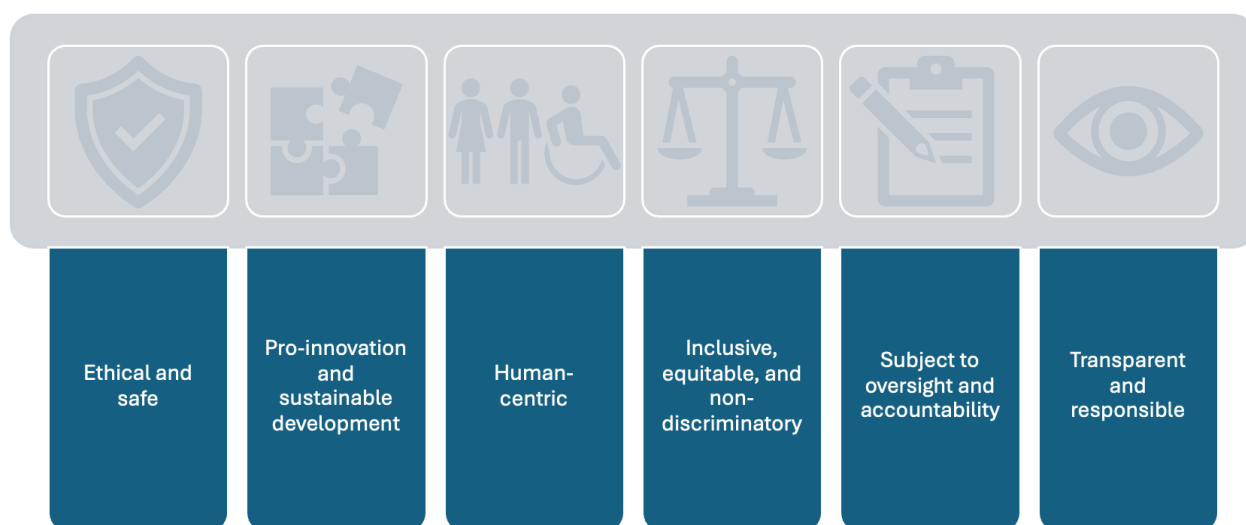 Ethical and
safe
Pro-innovation
and
sustainable
development
Human-
centric
Inclusive,
equitable, and
non-
discriminatory
Subject to
oversight and
accountability
Transparent
and
responsible